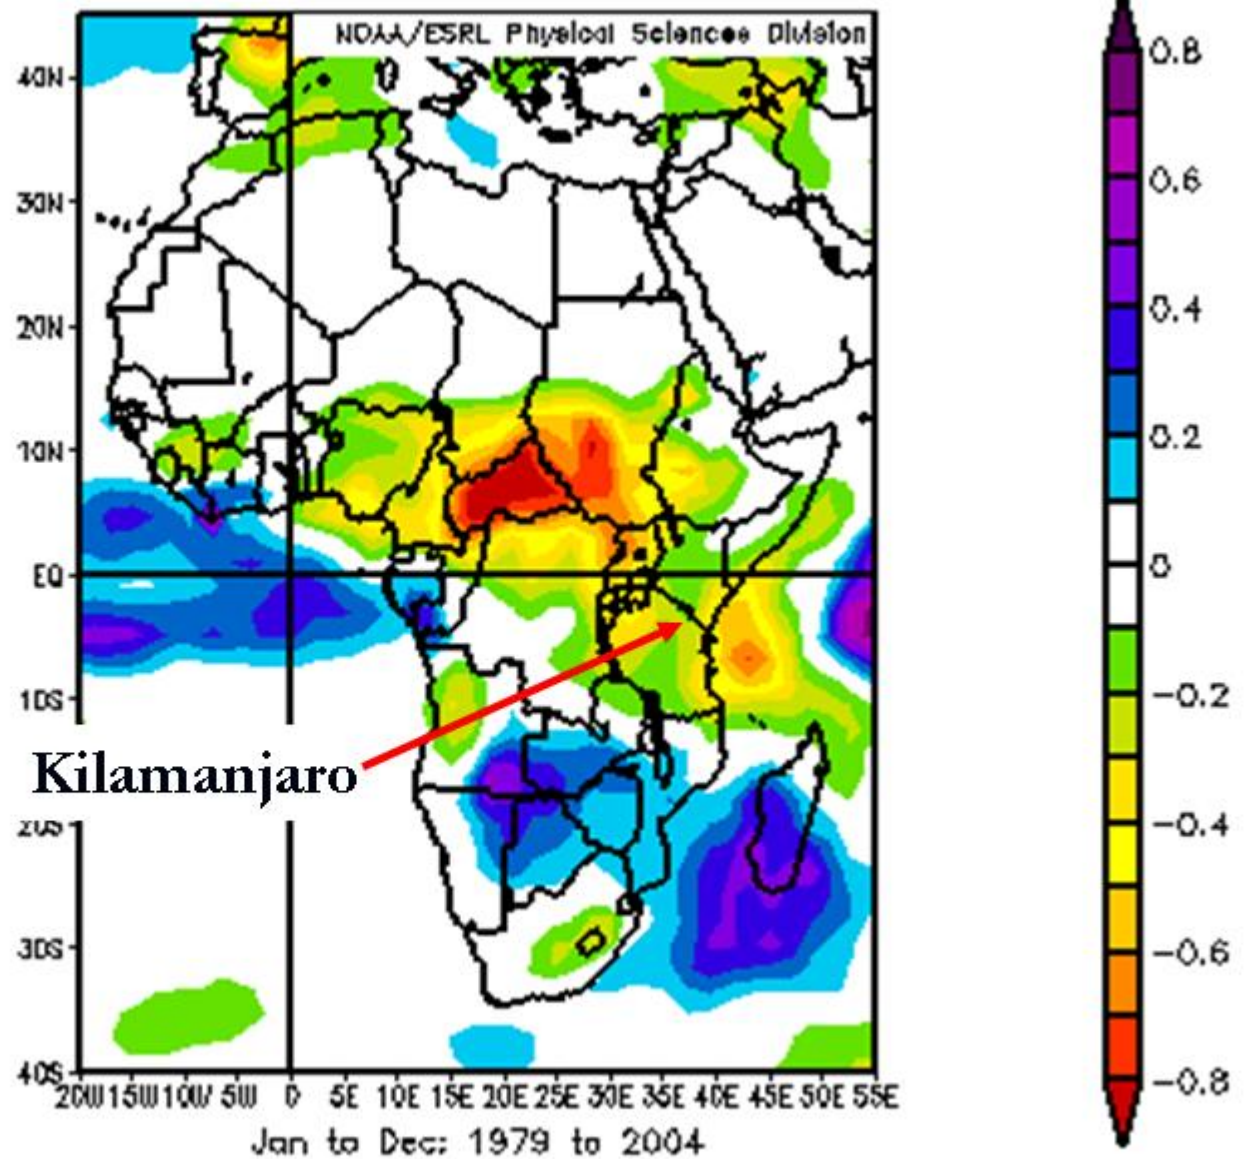 NOAA/ESRL Physical Sciences Division
40N
30N
20N
10N
EQ
10S
Kilamanjaro
20S
30S
40S
20W 15W 10W 5W 0 5E 10E 15E 20E 25E 30E 35E 40E 45E 50E 55E
Jan to Dec: 1979 to 2004
0.8
0.6
0.4
0.2
0
-0.2
-0.4
-0.6
-0.8